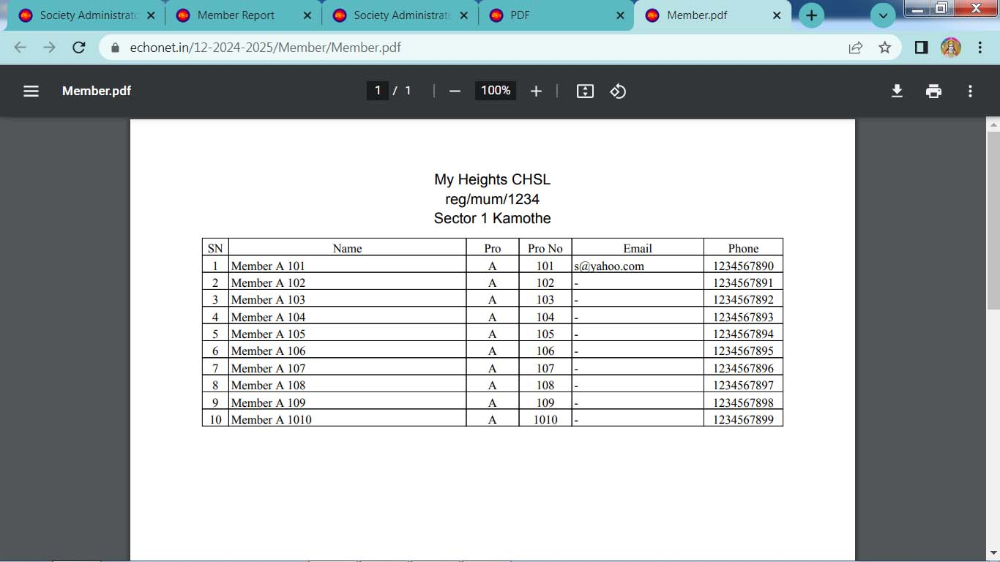 Society Administrato
Member Report
Society Administrato
PDF
Member.pdf
echonet.in/12-2024-2025/Member/Member.pdf
Member.pdf
1 / 1
100%
My Heights CHSL
reg/mum/1234
Sector 1 Kamothe
SN Name Pro Pro No Email Phone
1 Member A 101 A 101 s@yahoo.com 1234567890
2 Member A 102 A 102 - 1234567891
3 Member A 103 A 103 - 1234567892
4 Member A 104 A 104 - 1234567893
5 Member A 105 A 105 - 1234567894
6 Member A 106 A 106 - 1234567895
7 Member A 107 A 107 - 1234567896
8 Member A 108 A 108 - 1234567897
9 Member A 109 A 109 - 1234567898
10 Member A 1010 A 1010 - 1234567899